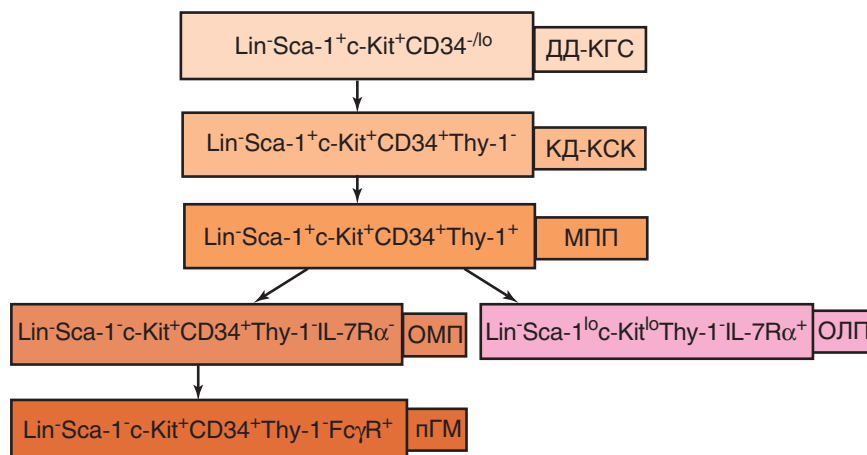 Lin⁻Sca-1⁺c-Kit⁺CD34⁻/ˡᵒ ДД-КГС
Lin⁻Sca-1⁺c-Kit⁺CD34⁺Thy-1⁻ КД-КСК
Lin⁻Sca-1⁺c-Kit⁺CD34⁺Thy-1⁺ МПП
Lin⁻Sca-1⁻c-Kit⁺CD34⁺Thy-1⁻IL-7Rα⁻ ОМП
Lin⁻Sca-1ˡᵒc-KitˡᵒThy-1⁻IL-7Rα⁺ ОЛП
Lin⁻Sca-1⁻c-Kit⁺CD34⁺Thy-1⁻FcγR⁺ пГМ